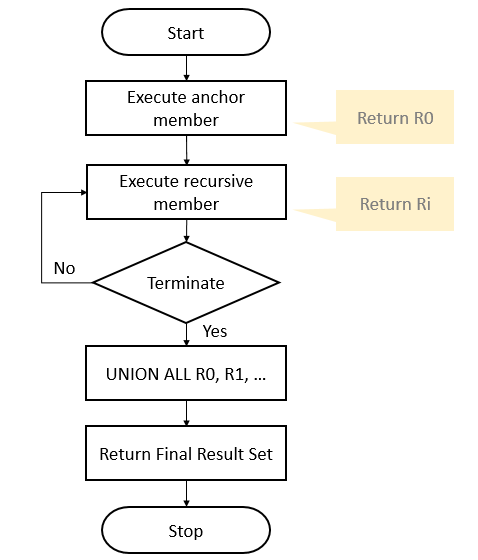 Start
Execute anchor
member
Return R0
Execute recursive
member
Return Ri
Terminate
No
Yes
UNION ALL R0, R1, ...
Return Final Result Set
Stop